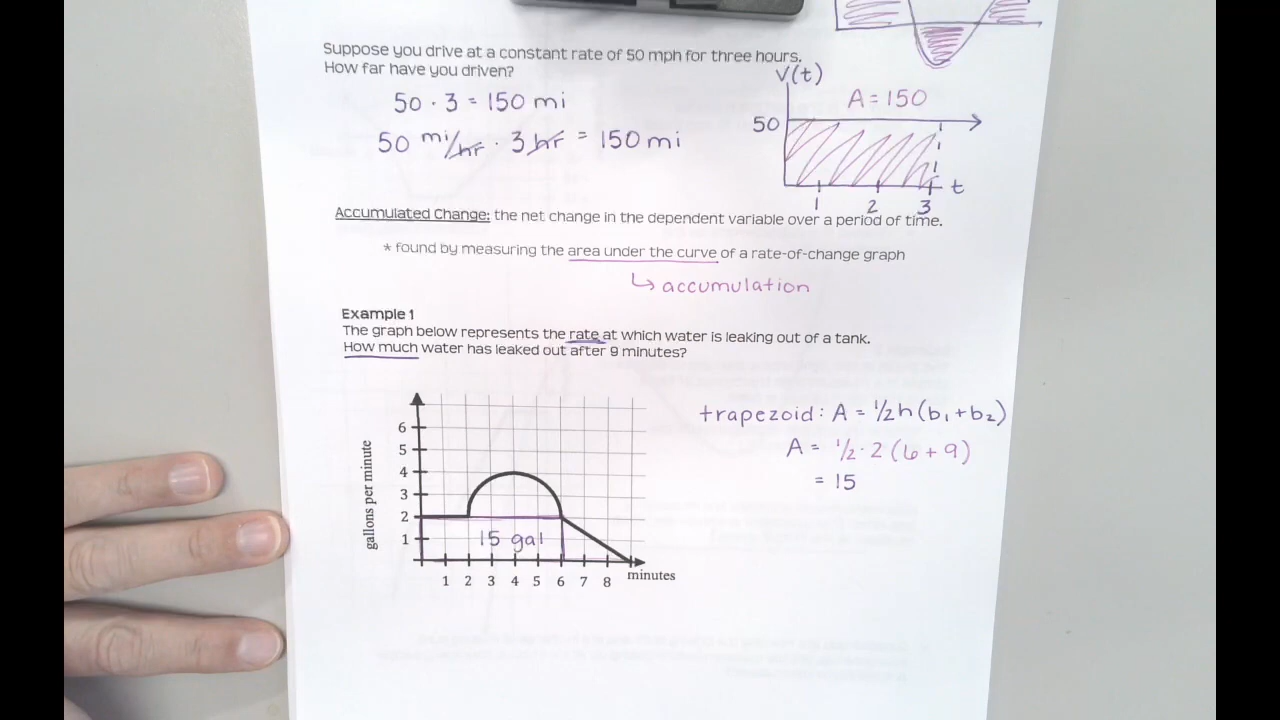 Suppose you drive at a constant rate of 50 mph for three hours.
How far have you driven?
50 · 3 = 150 mi
50 mi/hr · 3 hr = 150 mi
V(t)
A = 150
50
t
1 2 3
Accumulated Change: the net change in the dependent variable over a period of time.
* found by measuring the area under the curve of a rate-of-change graph
↳ accumulation
Example 1
The graph below represents the rate at which water is leaking out of a tank.
How much water has leaked out after 9 minutes?
trapezoid: A = ½h(b₁+b₂)
A = ½·2(6+9)
= 15
gallons per minute
6
5
4
3
2
1
15 gal
1 2 3 4 5 6 7 8
minutes